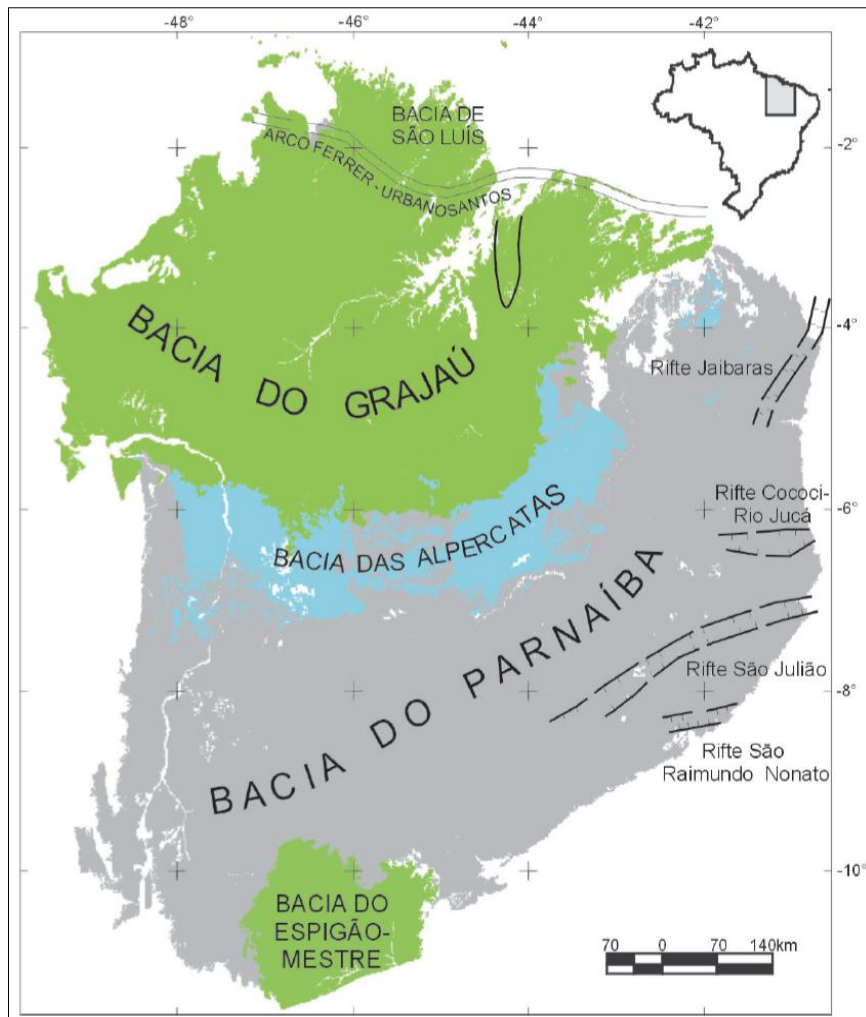 -48°
-46°
-44°
-42°
BACIA DE
SÃO LUÍS
ARCO FERRER - URBANOSANTOS
-2°
BACIA DO GRAJAÚ
-4°
Rifte Jaibaras
Rifte Cococi-
Rio Jucá
-6°
BACIA DAS ALPERCATAS
BACIA DO PARNAÍBA
Rifte São Julião
-8°
Rifte São
Raimundo Nonato
-10°
BACIA DO
ESPIGÃO-
MESTRE
70 0 70 140km